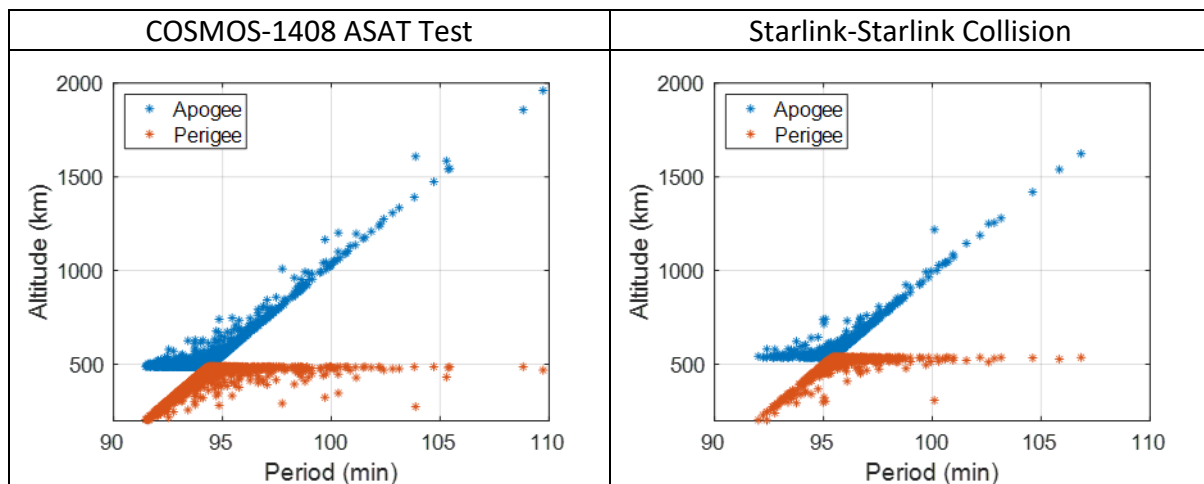 COSMOS-1408 ASAT Test
Starlink-Starlink Collision
2000
1500
1000
500
Altitude (km)
Apogee
Perigee
90 95 100 105 110
Period (min)
2000
1500
1000
500
Altitude (km)
Apogee
Perigee
90 95 100 105 110
Period (min)